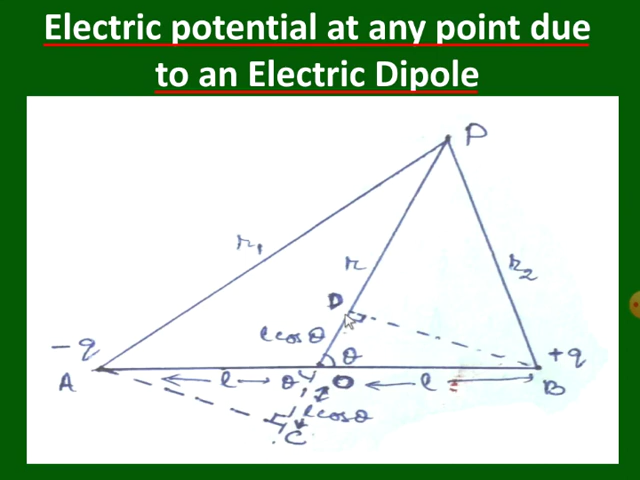 Electric potential at any point due
to an Electric Dipole
P
r₁
r
r₂
D
l cos θ
θ
-q
+q
A
l
θ
O
l
B
l cos θ
C